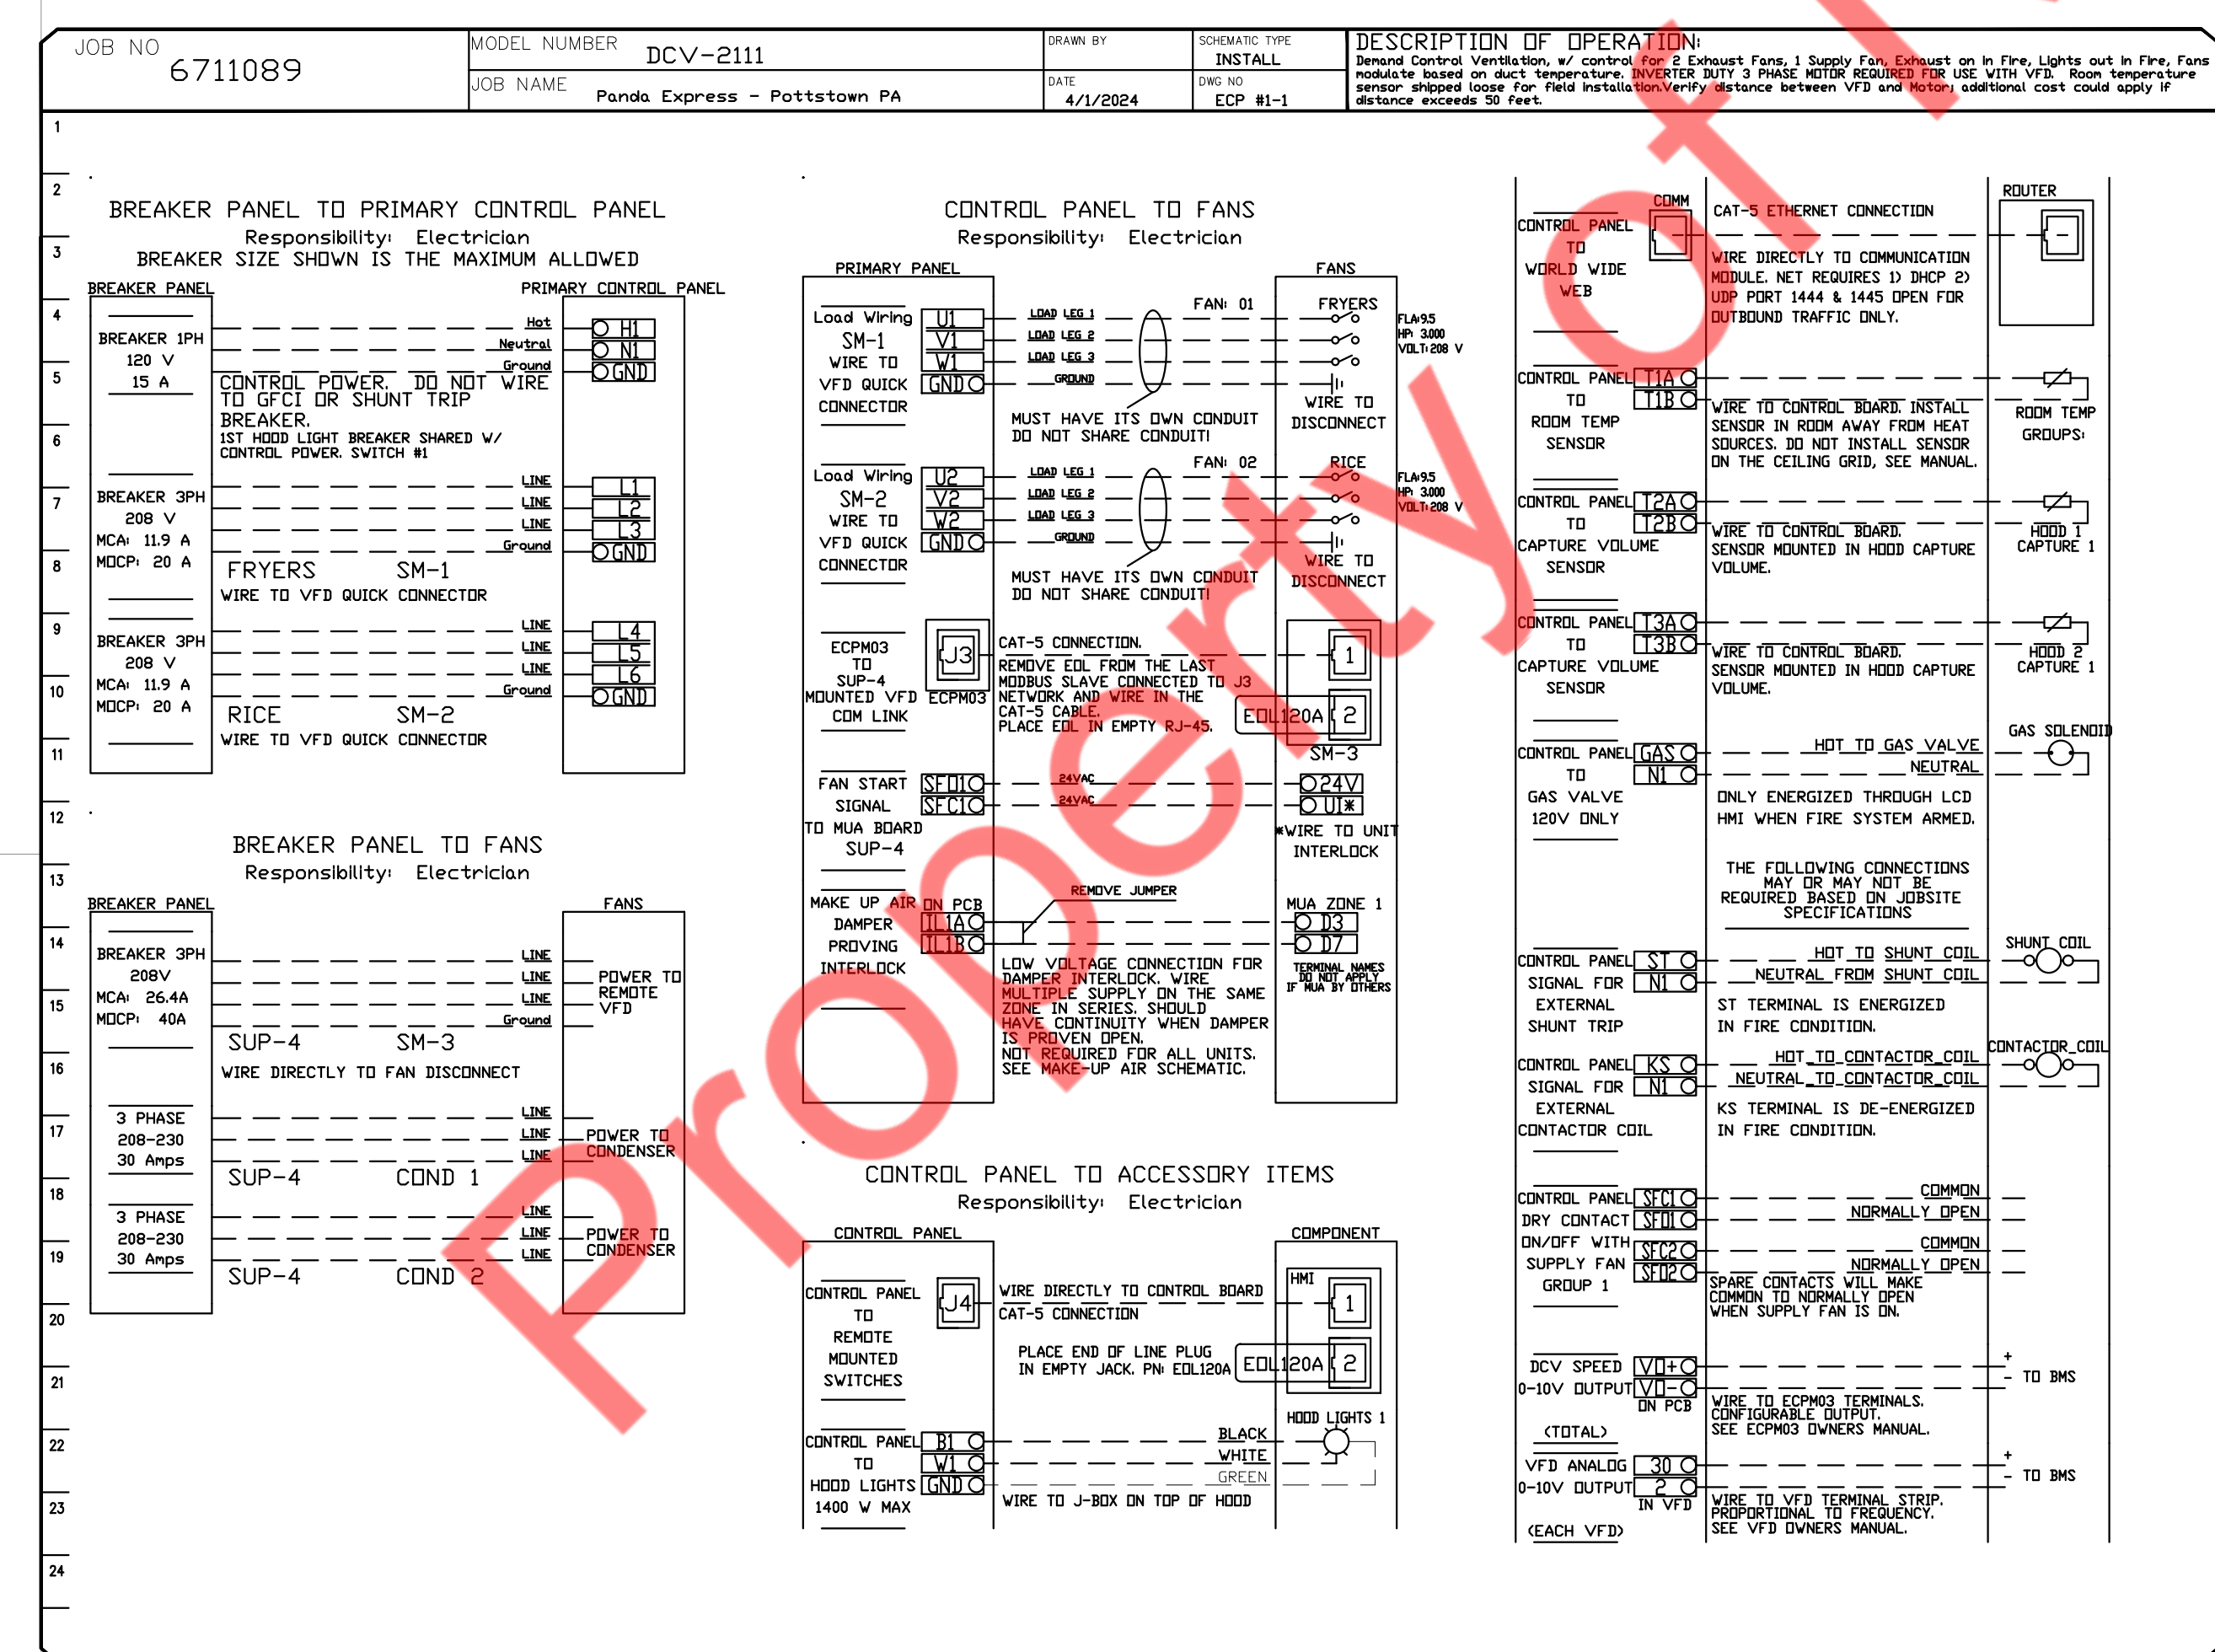 JOB NO
6711089
MODEL NUMBER
DCV-2111
JOB NAME
Panda Express - Pottstown PA
DRAWN BY
DATE
4/1/2024
SCHEMATIC TYPE
INSTALL
DWG NO
ECP #1-1
DESCRIPTION OF OPERATION:
Demand Control Ventilation, w/ control for 2 Exhaust Fans, 1 Supply Fan, Exhaust on in Fire, Lights out in Fire, Fans
modulate based on duct temperature. INVERTER DUTY 3 PHASE MOTOR REQUIRED FOR USE WITH VFD. Room temperature
sensor shipped loose for field installation.Verify distance between VFD and Motor; additional cost could apply if
distance exceeds 50 feet.
1
2
3
4
5
6
7
8
9
10
11
12
13
14
15
16
17
18
19
20
21
22
23
24
BREAKER PANEL TO PRIMARY CONTROL PANEL
Responsibility: Electrician
BREAKER SIZE SHOWN IS THE MAXIMUM ALLOWED
BREAKER PANEL
PRIMARY CONTROL PANEL
BREAKER 1PH
120 V
15 A
Hot
H1
Neutral
N1
Ground
GND
CONTROL POWER. DO NOT WIRE
TO GFCI OR SHUNT TRIP
BREAKER.
1ST HOOD LIGHT BREAKER SHARED W/
CONTROL POWER. SWITCH #1
BREAKER 3PH
208 V
MCA: 11.9 A
MOCP: 20 A
LINE
L1
LINE
L2
LINE
L3
Ground
GND
FRYERS SM-1
WIRE TO VFD QUICK CONNECTOR
BREAKER 3PH
208 V
MCA: 11.9 A
MOCP: 20 A
LINE
L4
LINE
L5
LINE
L6
Ground
GND
RICE SM-2
WIRE TO VFD QUICK CONNECTOR
BREAKER PANEL TO FANS
Responsibility: Electrician
BREAKER PANEL
FANS
BREAKER 3PH
208V
MCA: 26.4A
MOCP: 40A
LINE
LINE
LINE
Ground
POWER TO
REMOTE
VFD
SUP-4 SM-3
WIRE DIRECTLY TO FAN DISCONNECT
3 PHASE
208-230
30 Amps
LINE
LINE
LINE
POWER TO
CONDENSER
SUP-4 COND 1
3 PHASE
208-230
30 Amps
LINE
LINE
LINE
POWER TO
CONDENSER
SUP-4 COND 2
CONTROL PANEL TO FANS
Responsibility: Electrician
PRIMARY PANEL
FANS
Load Wiring
SM-1
WIRE TO
VFD QUICK
CONNECTOR
U1
V1
W1
GND
LOAD LEG 1
LOAD LEG 2
LOAD LEG 3
GROUND
FAN: 01
FRYERS
FLA:9.5
HP: 3.000
VOLT: 208 V
WIRE TO
DISCONNECT
MUST HAVE ITS OWN CONDUIT
DO NOT SHARE CONDUIT!
Load Wiring
SM-2
WIRE TO
VFD QUICK
CONNECTOR
U2
V2
W2
GND
LOAD LEG 1
LOAD LEG 2
LOAD LEG 3
GROUND
FAN: 02
RICE
FLA:9.5
HP: 3.000
VOLT: 208 V
WIRE TO
DISCONNECT
MUST HAVE ITS OWN CONDUIT
DO NOT SHARE CONDUIT!
ECPM03
TO
SUP-4
MOUNTED VFD
COM LINK
J3
ECPM03
CAT-5 CONNECTION.
REMOVE EOL FROM THE LAST
MODBUS SLAVE CONNECTED TO J3
NETWORK AND WIRE IN THE
CAT-5 CABLE.
PLACE EOL IN EMPTY RJ-45.
1
EOL120A 2
SM-3
FAN START
SIGNAL
TO MUA BOARD
SUP-4
SFO1
SFC1
24VAC
24VAC
24V
UI*
*WIRE TO UNIT
INTERLOCK
MAKE UP AIR
DAMPER
PROVING
INTERLOCK
ON PCB
IL1A
IL1B
REMOVE JUMPER
MUA ZONE 1
D3
D7
TERMINAL NAMES
DO NOT APPLY
IF MUA BY OTHERS
LOW VOLTAGE CONNECTION FOR
DAMPER INTERLOCK. WIRE
MULTIPLE SUPPLY ON THE SAME
ZONE IN SERIES. SHOULD
HAVE CONTINUITY WHEN DAMPER
IS PROVEN OPEN.
NOT REQUIRED FOR ALL UNITS.
SEE MAKE-UP AIR SCHEMATIC.
CONTROL PANEL TO ACCESSORY ITEMS
Responsibility: Electrician
CONTROL PANEL
COMPONENT
CONTROL PANEL
TO
REMOTE
MOUNTED
SWITCHES
J4
WIRE DIRECTLY TO CONTROL BOARD
CAT-5 CONNECTION
PLACE END OF LINE PLUG
IN EMPTY JACK. PN: EOL120A
HMI
1
EOL120A 2
CONTROL PANEL
TO
HOOD LIGHTS
1400 W MAX
B1
W1
GND
BLACK
WHITE
GREEN
HOOD LIGHTS 1
WIRE TO J-BOX ON TOP OF HOOD
CONTROL PANEL
TO
WORLD WIDE
WEB
COMM
CAT-5 ETHERNET CONNECTION
WIRE DIRECTLY TO COMMUNICATION
MODULE. NET REQUIRES 1) DHCP 2)
UDP PORT 1444 & 1445 OPEN FOR
OUTBOUND TRAFFIC ONLY.
ROUTER
CONTROL PANEL
TO
ROOM TEMP
SENSOR
T1A
T1B
WIRE TO CONTROL BOARD. INSTALL
SENSOR IN ROOM AWAY FROM HEAT
SOURCES. DO NOT INSTALL SENSOR
ON THE CEILING GRID, SEE MANUAL.
ROOM TEMP
GROUPS:
CONTROL PANEL
TO
CAPTURE VOLUME
SENSOR
T2A
T2B
WIRE TO CONTROL BOARD.
SENSOR MOUNTED IN HOOD CAPTURE
VOLUME.
HOOD 1
CAPTURE 1
CONTROL PANEL
TO
CAPTURE VOLUME
SENSOR
T3A
T3B
WIRE TO CONTROL BOARD.
SENSOR MOUNTED IN HOOD CAPTURE
VOLUME.
HOOD 2
CAPTURE 1
CONTROL PANEL
TO
GAS VALVE
120V ONLY
GAS
N1
HOT TO GAS VALVE
NEUTRAL
GAS SOLENOID
ONLY ENERGIZED THROUGH LCD
HMI WHEN FIRE SYSTEM ARMED.
THE FOLLOWING CONNECTIONS
MAY OR MAY NOT BE
REQUIRED BASED ON JOBSITE
SPECIFICATIONS
CONTROL PANEL
SIGNAL FOR
EXTERNAL
SHUNT TRIP
ST
N1
HOT TO SHUNT COIL
NEUTRAL FROM SHUNT COIL
SHUNT COIL
ST TERMINAL IS ENERGIZED
IN FIRE CONDITION.
CONTROL PANEL
SIGNAL FOR
EXTERNAL
CONTACTOR COIL
KS
N1
HOT_TO_CONTACTOR_COIL
NEUTRAL_TO_CONTACTOR_COIL
CONTACTOR_COIL
KS TERMINAL IS DE-ENERGIZED
IN FIRE CONDITION.
CONTROL PANEL
DRY CONTACT
ON/OFF WITH
SUPPLY FAN
GROUP 1
SFC1
SFO1
SFC2
SFO2
COMMON
NORMALLY OPEN
COMMON
NORMALLY OPEN
SPARE CONTACTS WILL MAKE
COMMON TO NORMALLY OPEN
WHEN SUPPLY FAN IS ON.
DCV SPEED
0-10V OUTPUT
(TOTAL)
VO+
VO-
ON PCB
+
- TO BMS
WIRE TO ECPM03 TERMINALS.
CONFIGURABLE OUTPUT.
SEE ECPM03 OWNERS MANUAL.
VFD ANALOG
0-10V OUTPUT
(EACH VFD)
30
2
IN VFD
+
- TO BMS
WIRE TO VFD TERMINAL STRIP.
PROPORTIONAL TO FREQUENCY.
SEE VFD OWNERS MANUAL.
Property of